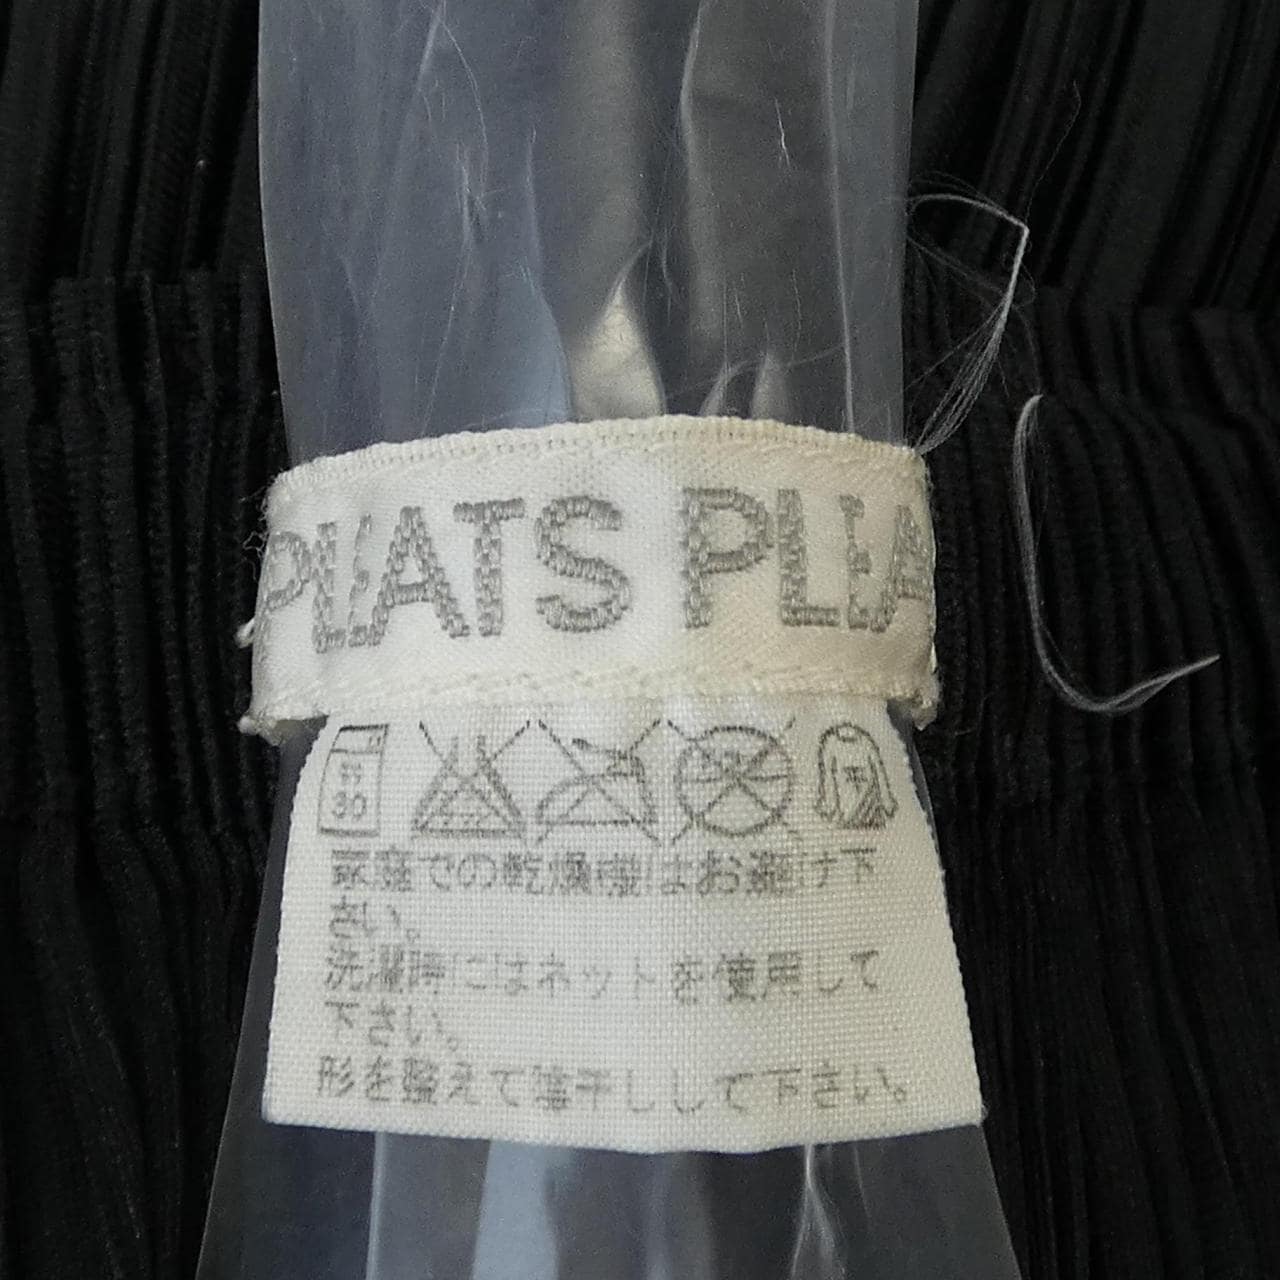 PLEATS PLEA
弱
30
家庭での乾燥機はお避け下
さい。
洗濯時にはネットを使用して
下さい。
形を整えて陰干しして下さい。